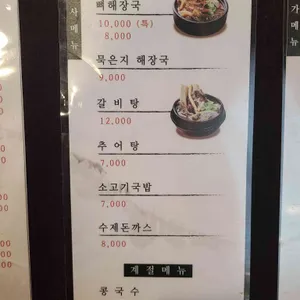 뼈해장국
10,000 (특)
8,000
묵은지 해장국
9,000
갈비탕
12,000
추어탕
7,000
소고기국밥
7,000
수제돈까스
8,000
계절메뉴
콩국수